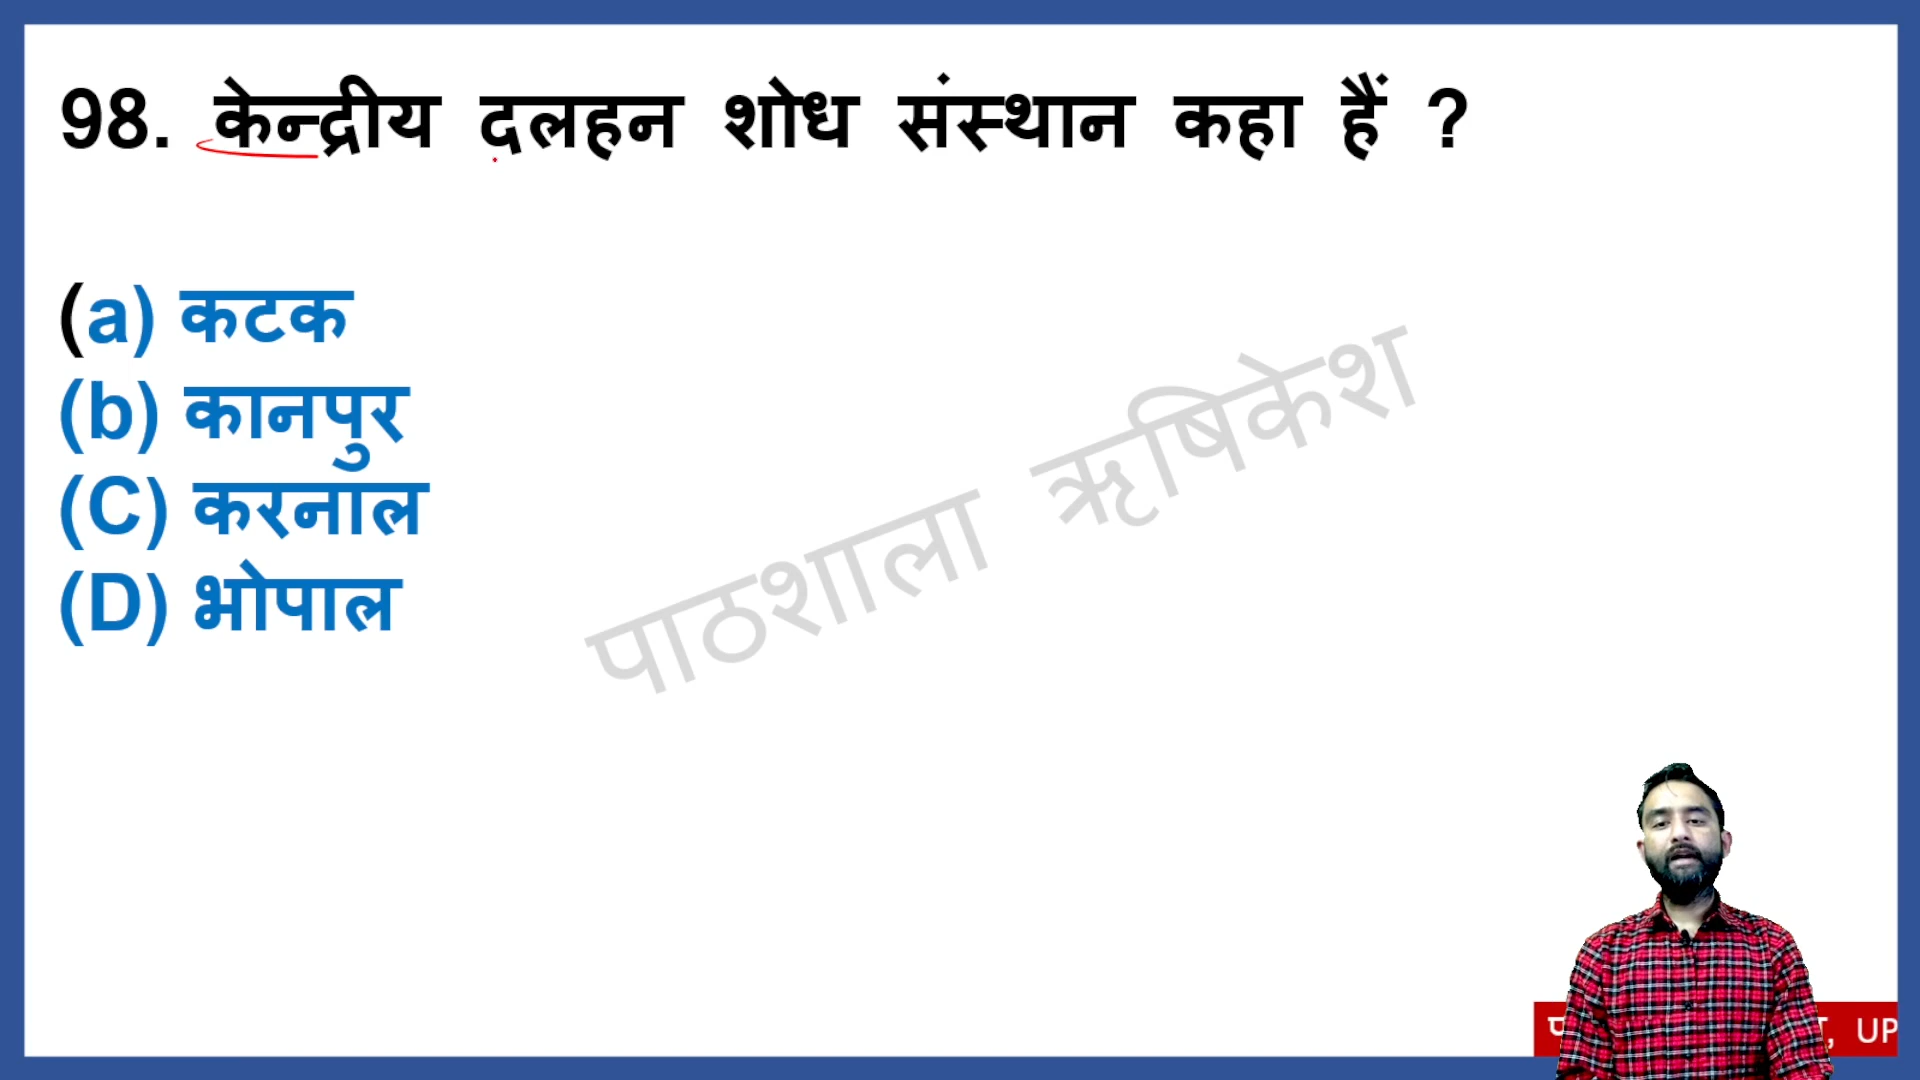 98. केन्द्रीय दलहन शोध संस्थान कहा हैं ?
(a) कटक
(b) कानपुर
(C) करनाल
(D) भोपाल
पाठशाला ऋषिकेश
UP